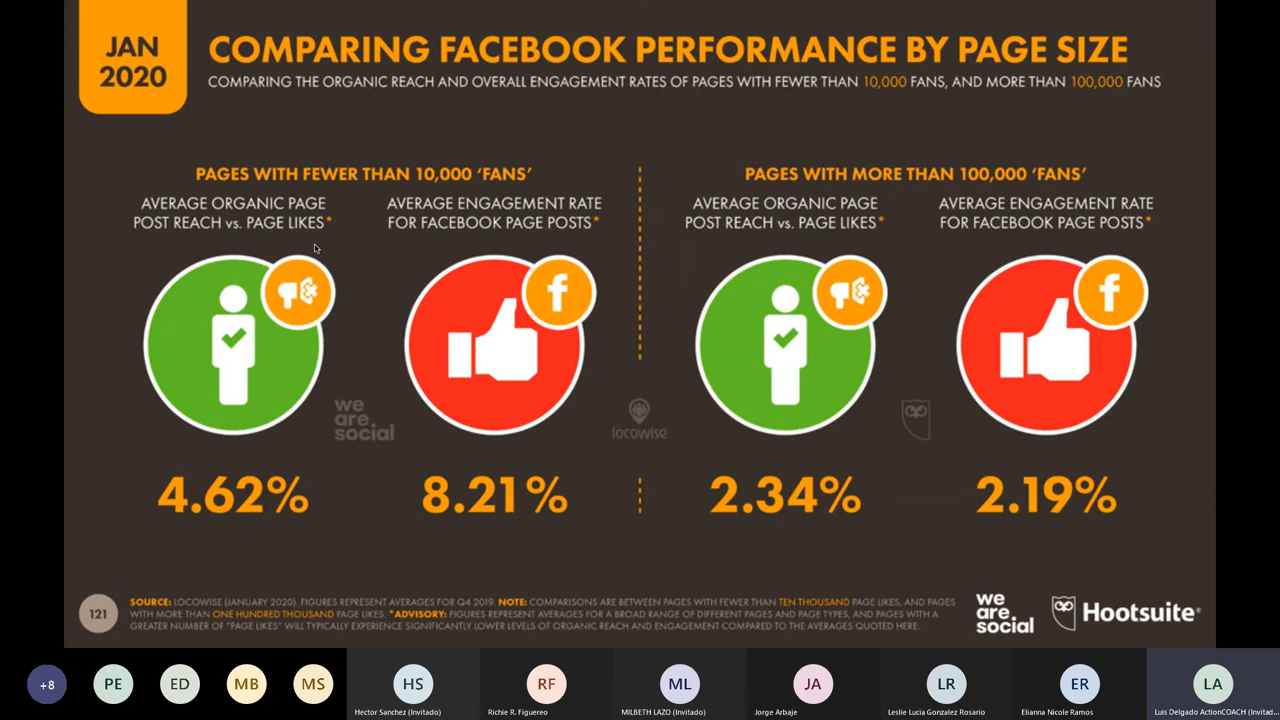 JAN
2020
COMPARING FACEBOOK PERFORMANCE BY PAGE SIZE
COMPARING THE ORGANIC REACH AND OVERALL ENGAGEMENT RATES OF PAGES WITH FEWER THAN 10,000 FANS, AND MORE THAN 100,000 FANS
PAGES WITH FEWER THAN 10,000 ‘FANS’
AVERAGE ORGANIC PAGE
POST REACH vs. PAGE LIKES*
AVERAGE ENGAGEMENT RATE
FOR FACEBOOK PAGE POSTS*
PAGES WITH MORE THAN 100,000 ‘FANS’
AVERAGE ORGANIC PAGE
POST REACH vs. PAGE LIKES*
AVERAGE ENGAGEMENT RATE
FOR FACEBOOK PAGE POSTS*
f
f
we
are
social
locowise
4.62%
8.21%
2.34%
2.19%
121
SOURCE: LOCOWISE (JANUARY 2020). FIGURES REPRESENT AVERAGES FOR Q4 2019. NOTE: COMPARISONS ARE BETWEEN PAGES WITH FEWER THAN TEN THOUSAND PAGE LIKES, AND PAGES
WITH MORE THAN ONE HUNDRED THOUSAND PAGE LIKES. *ADVISORY: FIGURES REPRESENT AVERAGES FOR A BROAD RANGE OF DIFFERENT PAGES AND PAGE TYPES, AND PAGES WITH A
GREATER NUMBER OF "PAGE LIKES" WILL TYPICALLY EXPERIENCE SIGNIFICANTLY LOWER LEVELS OF ORGANIC REACH AND ENGAGEMENT COMPARED TO THE AVERAGES QUOTED HERE.
we
are
social
Hootsuite®
+8
PE
ED
MB
MS
HS
Hector Sanchez (Invitado)
RF
Richie R. Figuereo
ML
MILBETH LAZO (Invitado)
JA
Jorge Arbaje
LR
Leslie Lucia Gonzalez Rosario
ER
Elianna Nicole Ramos
LA
Luis Delgado ActionCOACH (Invitad...